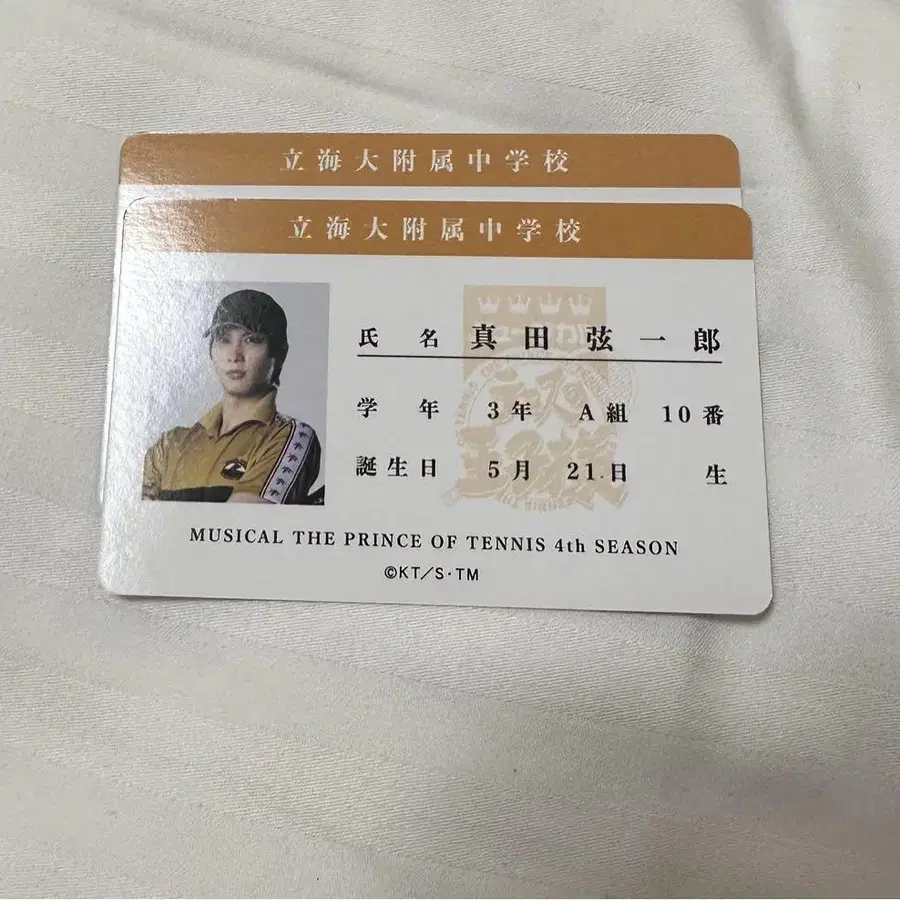 立海大附属中学校
立海大附属中学校
氏名 真田弦一郎
学年 3年 A組 10番
誕生日 5月 21日 生
MUSICAL THE PRINCE OF TENNIS 4th SEASON
©KT/S・TM